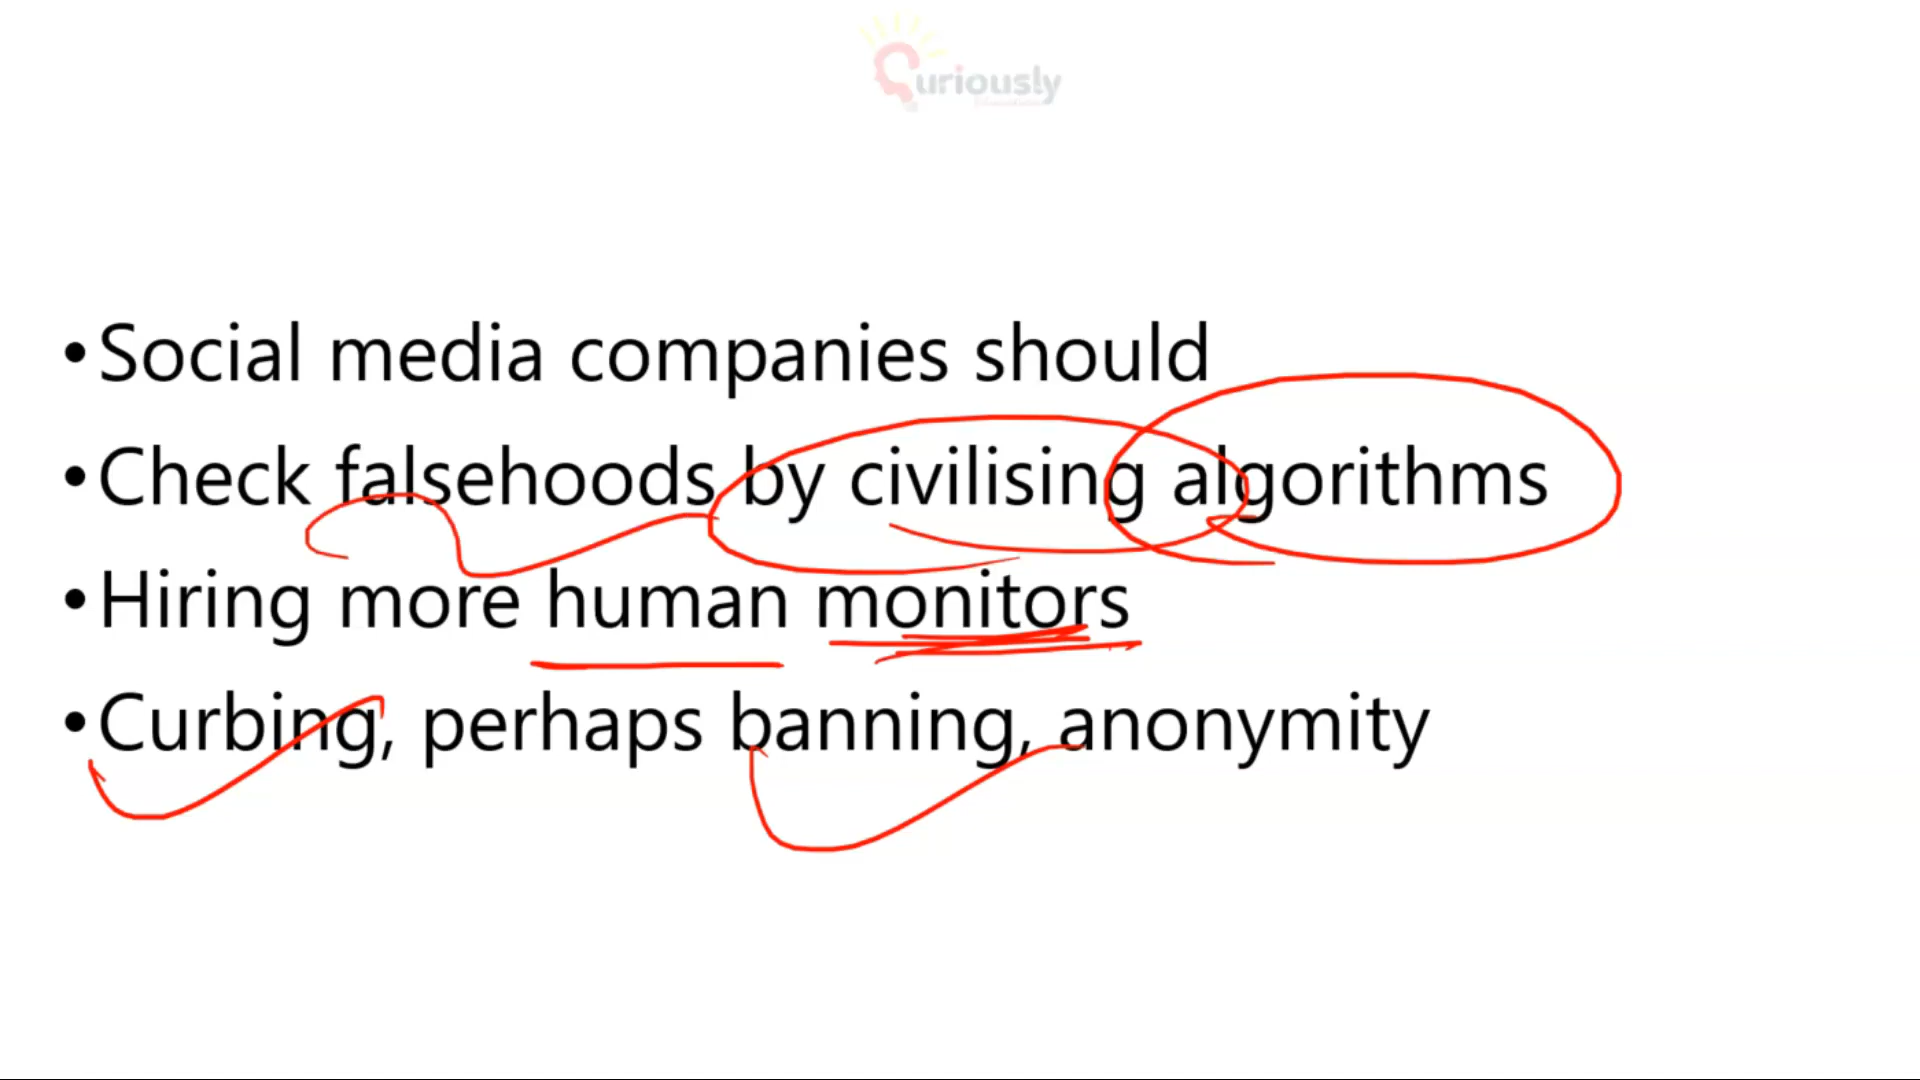 Curiously
• Social media companies should
• Check falsehoods by civilising algorithms
• Hiring more human monitors
• Curbing, perhaps banning, anonymity